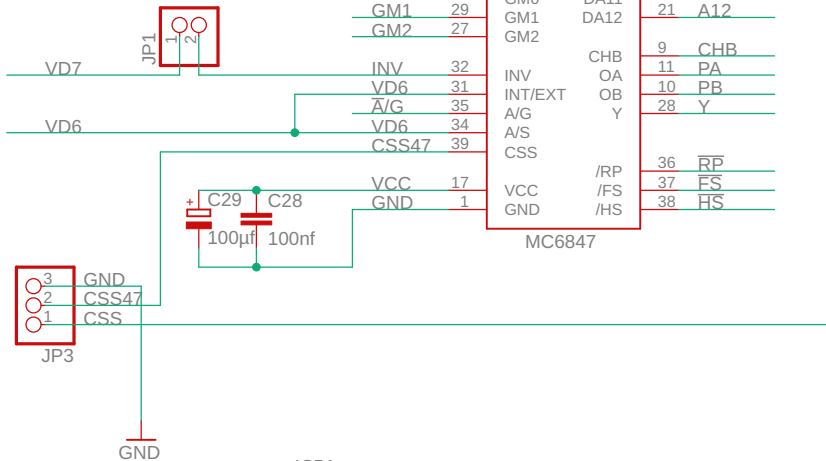 GM1 29 GM1 DA12 21 A12
GM2 27 GM2
JP1
1
2
CHB 9 CHB
VD7 INV 32 INV OA 11 PA
VD6 31 INT/EXT OB 10 PB
A̅/G 35 A/G Y 28 Y
VD6 VD6 34 A/S
CSS47 39 CSS
/RP 36 R̅P̅
VCC 17 VCC /FS 37 F̅S̅
GND 1 GND /HS 38 H̅S̅
+ C29 C28
100µf 100nf
MC6847
3 GND
2 CSS47
1 CSS
JP3
GND